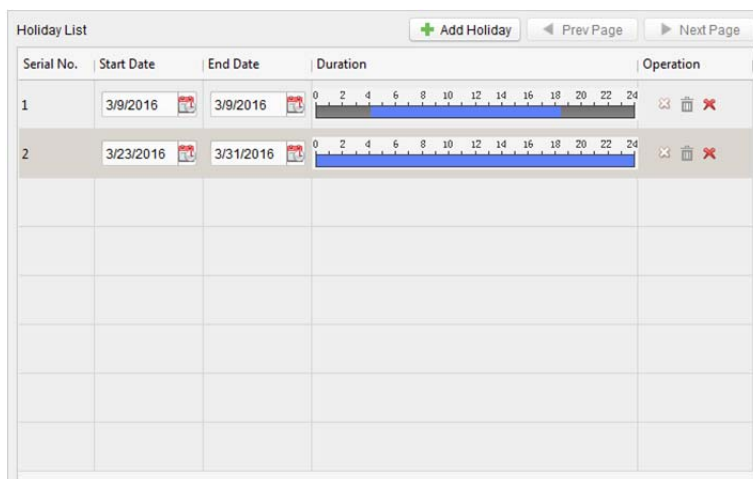 Holiday List Add Holiday Prev Page Next Page
Serial No. Start Date End Date Duration Operation
1 3/9/2016 3/9/2016 0 2 4 6 8 10 12 14 16 18 20 22 24
2 3/23/2016 3/31/2016 0 2 4 6 8 10 12 14 16 18 20 22 24